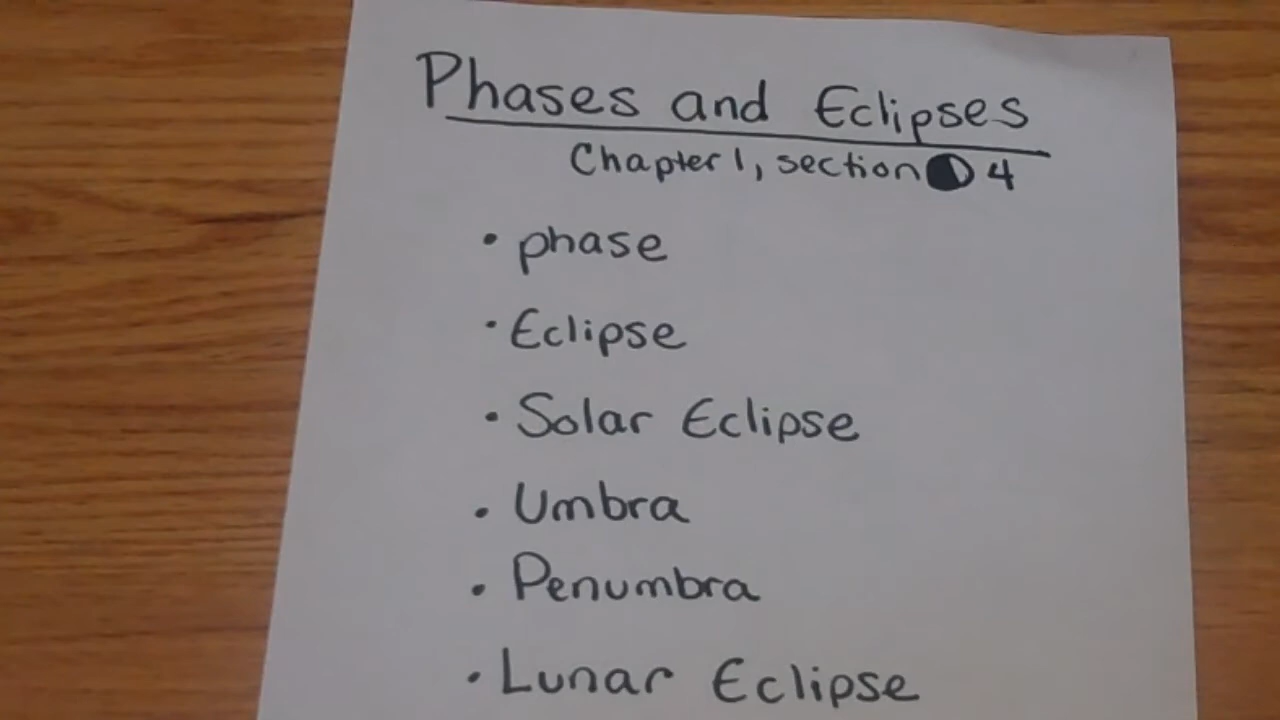 Phases and Eclipses
Chapter 1, section 4
• phase
• Eclipse
• Solar Eclipse
• Umbra
• Penumbra
• Lunar Eclipse